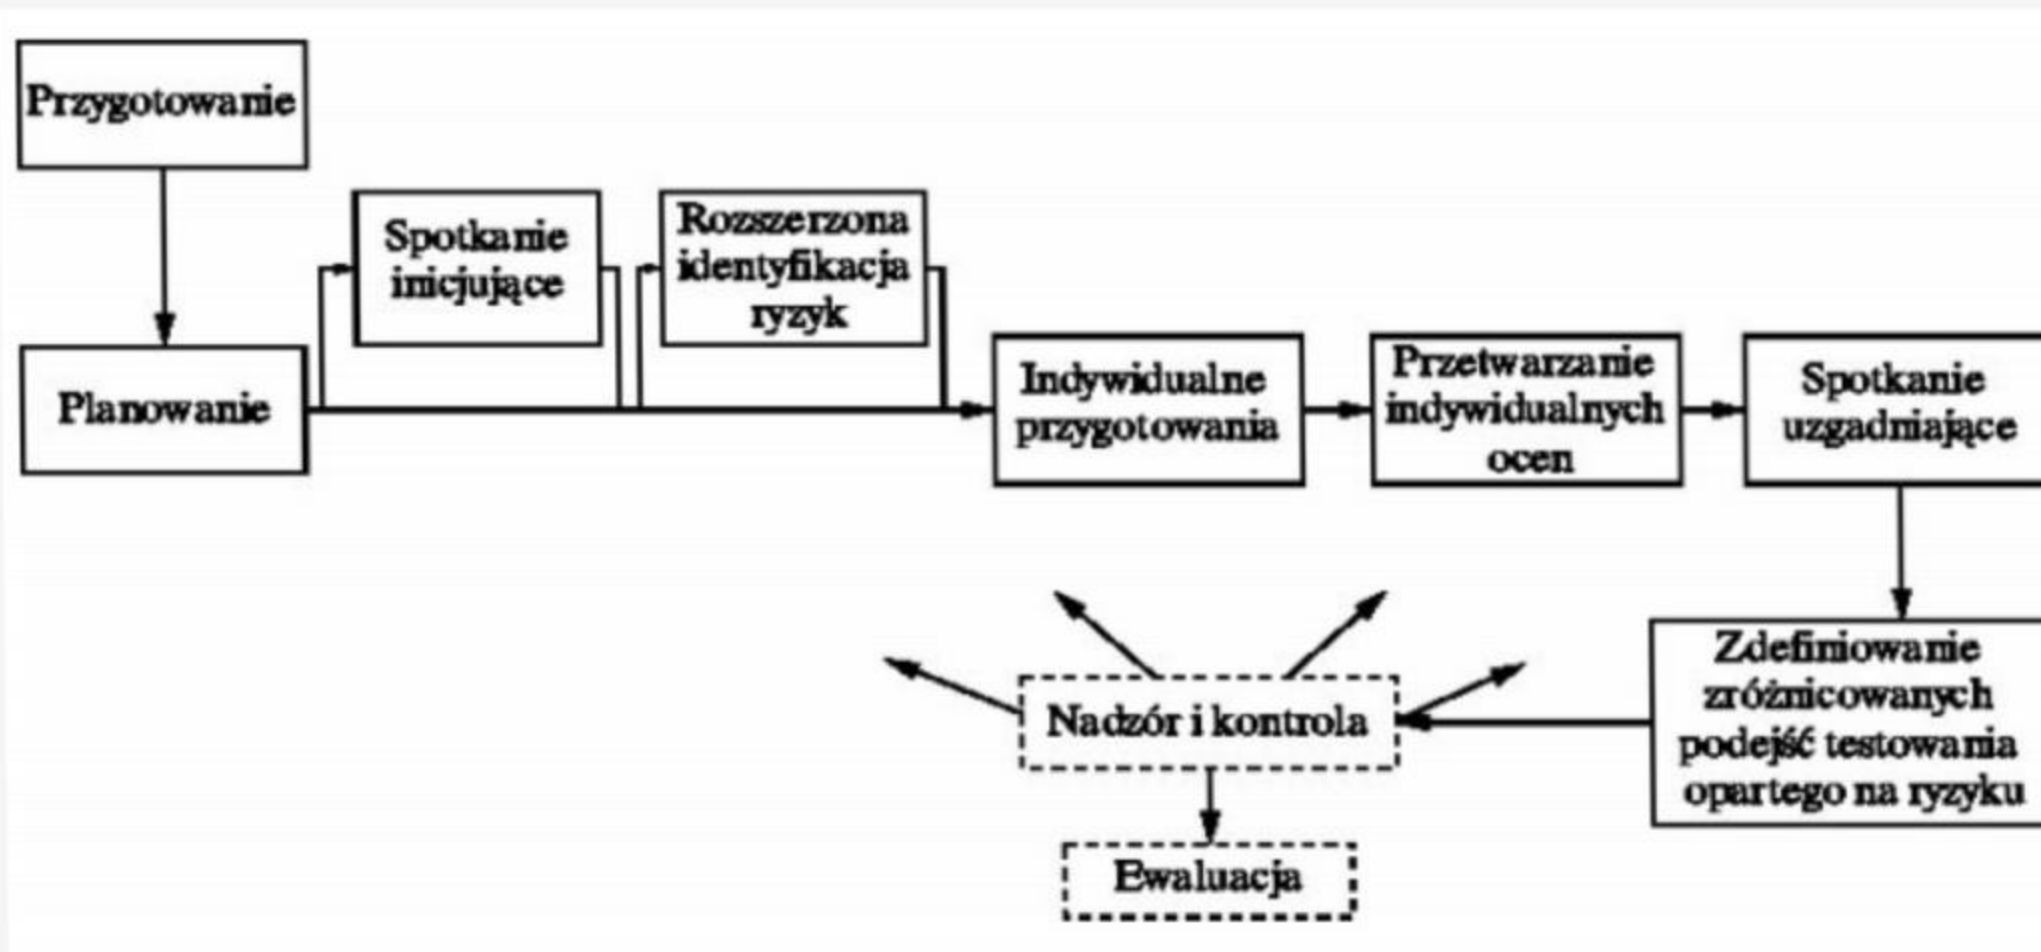 Przygotowanie
Spotkanie
inicjujące
Rozszerzona
identyfikacja
ryzyk
Planowanie
Indywidualne
przygotowania
Przetwarzanie
indywidualnych
ocen
Spotkanie
uzgadniające
Zdefiniowanie
zróżnicowanych
podejść testowania
opartego na ryzyku
Nadzór i kontrola
Ewaluacja